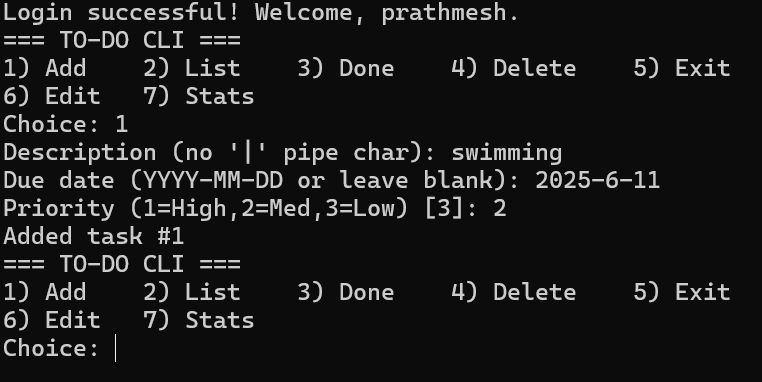 Login successful! Welcome, prathmesh.
=== TO-DO CLI ===
1) Add    2) List    3) Done    4) Delete    5) Exit
6) Edit   7) Stats
Choice: 1
Description (no '|' pipe char): swimming
Due date (YYYY-MM-DD or leave blank): 2025-6-11
Priority (1=High,2=Med,3=Low) [3]: 2
Added task #1
=== TO-DO CLI ===
1) Add    2) List    3) Done    4) Delete    5) Exit
6) Edit   7) Stats
Choice: